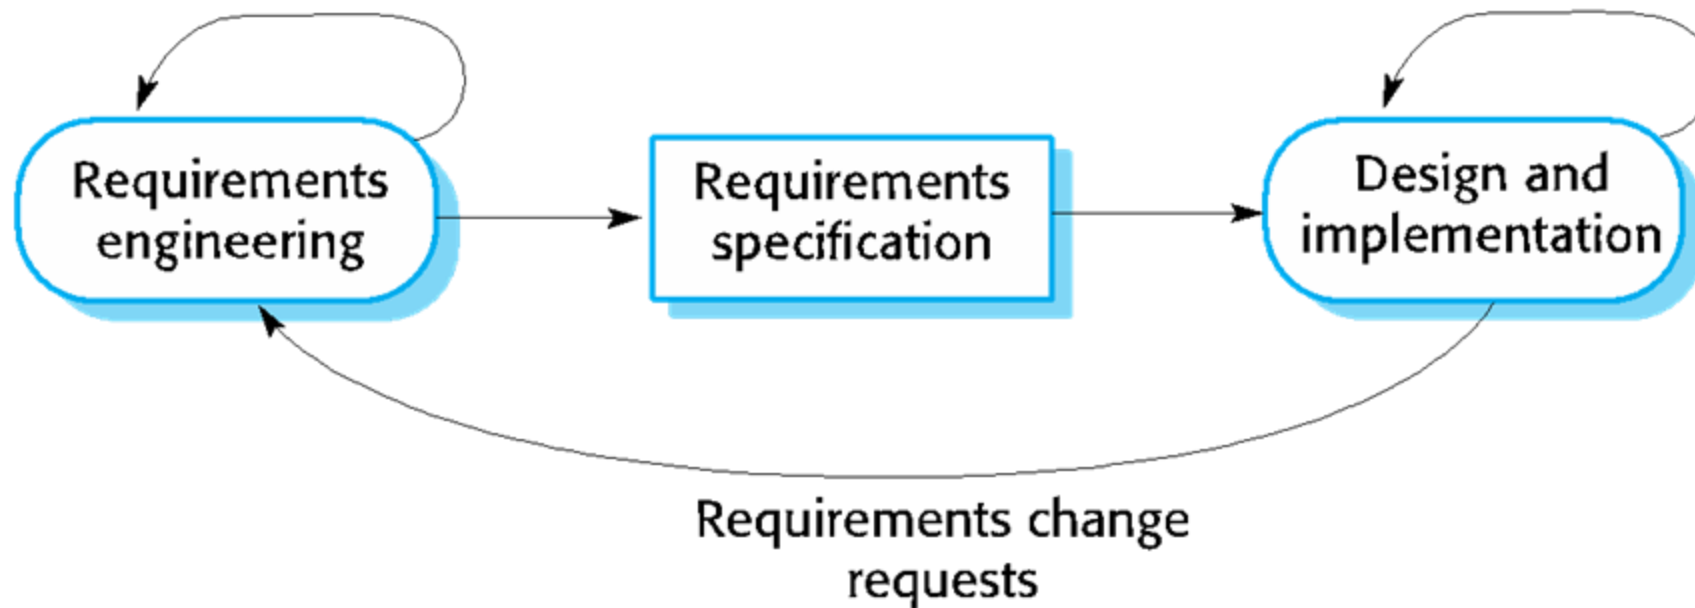 Requirements
engineering
Requirements
specification
Design and
implementation
Requirements change
requests